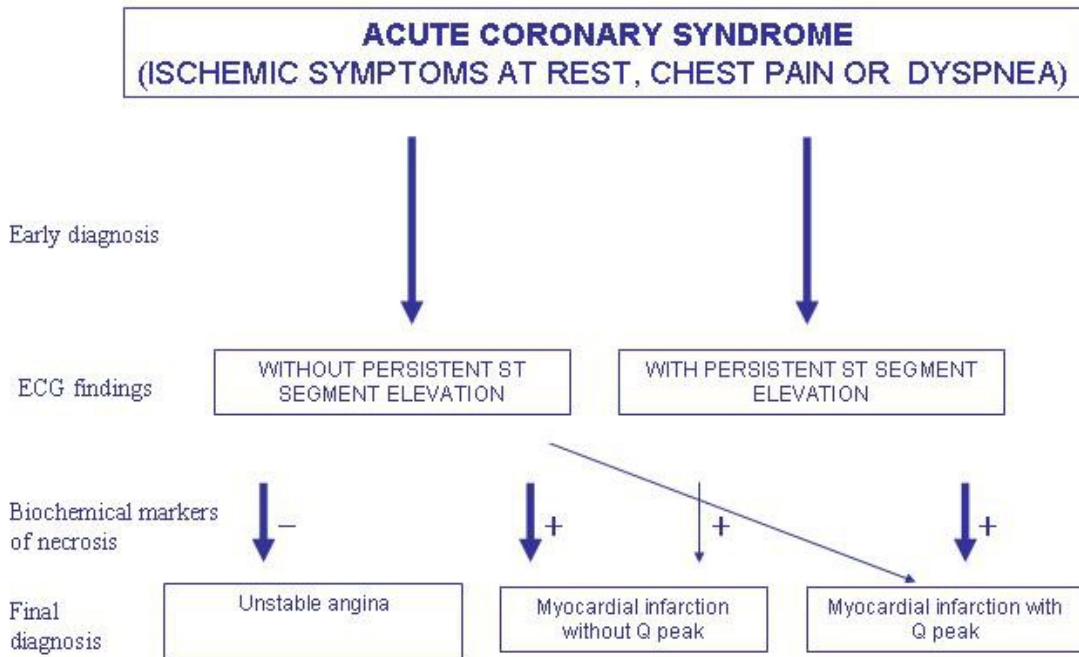 ACUTE CORONARY SYNDROME
(ISCHEMIC SYMPTOMS AT REST, CHEST PAIN OR DYSPNEA)
Early diagnosis
ECG findings
WITHOUT PERSISTENT ST
SEGMENT ELEVATION
WITH PERSISTENT ST SEGMENT
ELEVATION
Biochemical markers
of necrosis
–
+
+
+
Final
diagnosis
Unstable angina
Myocardial infarction
without Q peak
Myocardial infarction with
Q peak